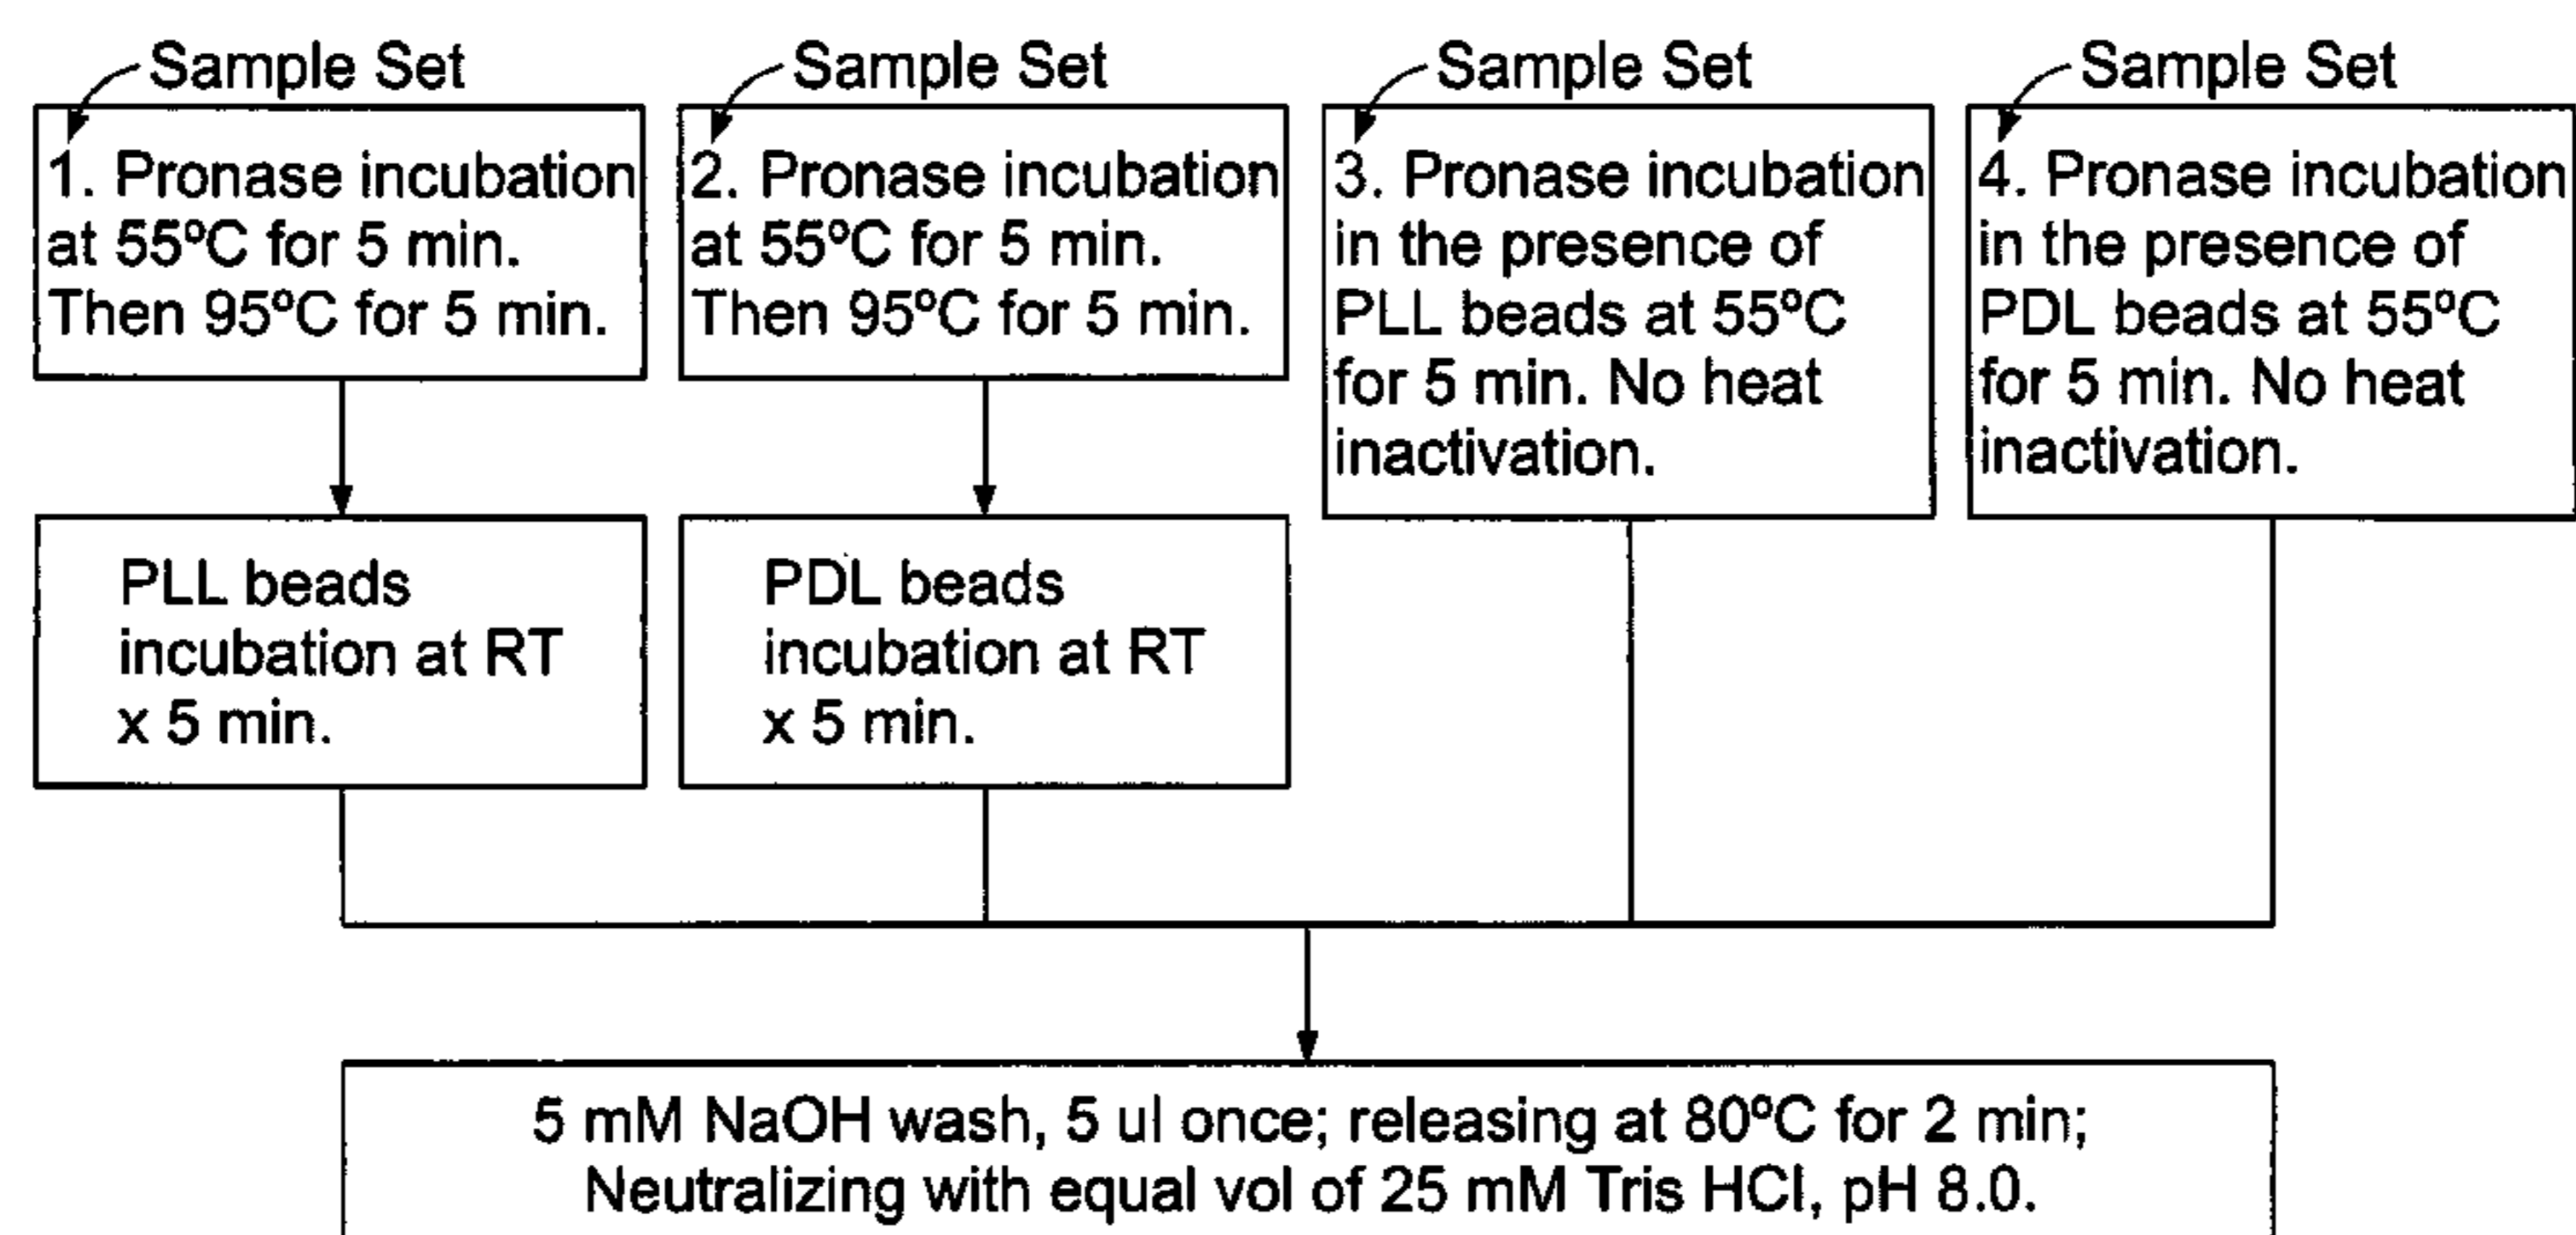 Sample Set
1. Pronase incubation
at 55ºC for 5 min.
Then 95ºC for 5 min.
Sample Set
2. Pronase incubation
at 55ºC for 5 min.
Then 95ºC for 5 min.
Sample Set
3. Pronase incubation
in the presence of
PLL beads at 55ºC
for 5 min. No heat
inactivation.
Sample Set
4. Pronase incubation
in the presence of
PDL beads at 55ºC
for 5 min. No heat
inactivation.
PLL beads
incubation at RT
x 5 min.
PDL beads
incubation at RT
x 5 min.
5 mM NaOH wash, 5 ul once; releasing at 80ºC for 2 min;
Neutralizing with equal vol of 25 mM Tris HCl, pH 8.0.